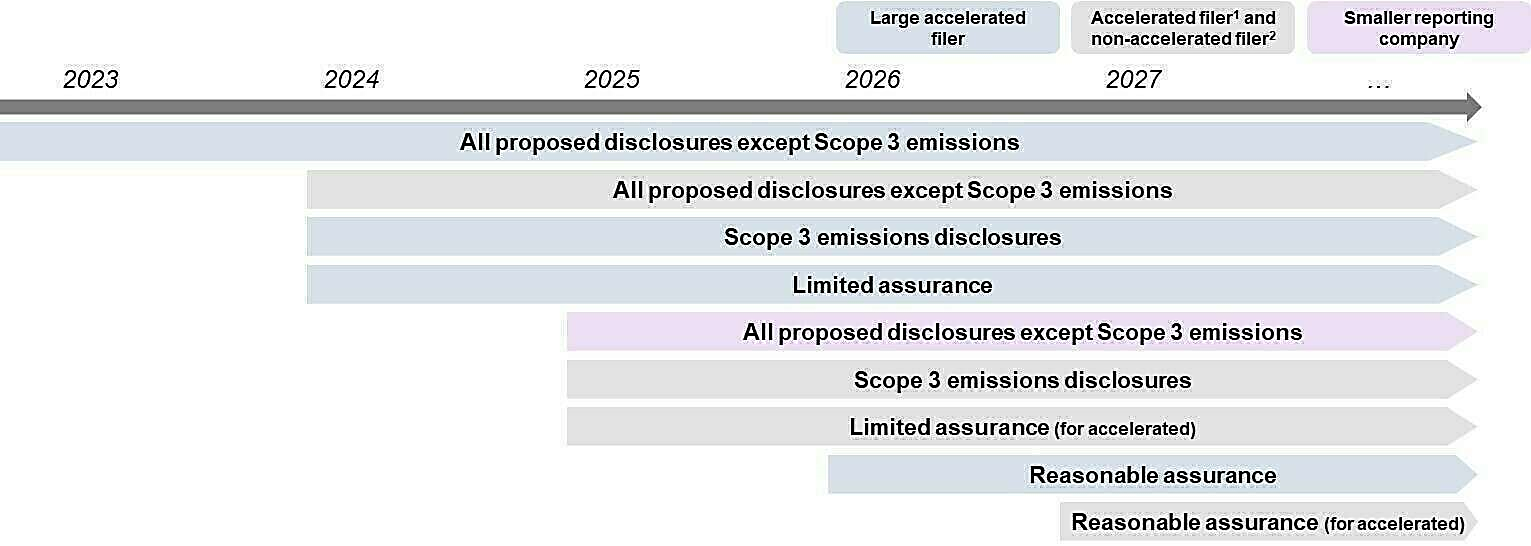 Large accelerated
filer
Accelerated filer¹ and
non-accelerated filer²
Smaller reporting
company
2023
2024
2025
2026
2027
...
All proposed disclosures except Scope 3 emissions
All proposed disclosures except Scope 3 emissions
Scope 3 emissions disclosures
Limited assurance
All proposed disclosures except Scope 3 emissions
Scope 3 emissions disclosures
Limited assurance (for accelerated)
Reasonable assurance
Reasonable assurance (for accelerated)